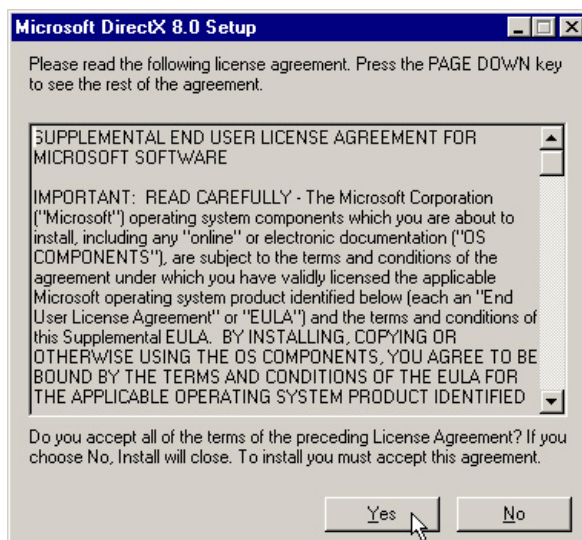 Microsoft DirectX 8.0 Setup
Please read the following license agreement. Press the PAGE DOWN key
to see the rest of the agreement.
SUPPLEMENTAL END USER LICENSE AGREEMENT FOR
MICROSOFT SOFTWARE
IMPORTANT:  READ CAREFULLY - The Microsoft Corporation
("Microsoft") operating system components which you are about to
install, including any "online" or electronic documentation ("OS
COMPONENTS"), are subject to the terms and conditions of the
agreement under which you have validly licensed the applicable
Microsoft operating system product identified below (each an "End
User License Agreement" or "EULA") and the terms and conditions of
this Supplemental EULA.  BY INSTALLING, COPYING OR
OTHERWISE USING THE OS COMPONENTS, YOU AGREE TO BE
BOUND BY THE TERMS AND CONDITIONS OF THE EULA FOR
THE APPLICABLE OPERATING SYSTEM PRODUCT IDENTIFIED
Do you accept all of the terms of the preceding License Agreement? If you
choose No, Install will close. To install you must accept this agreement.
Yes No